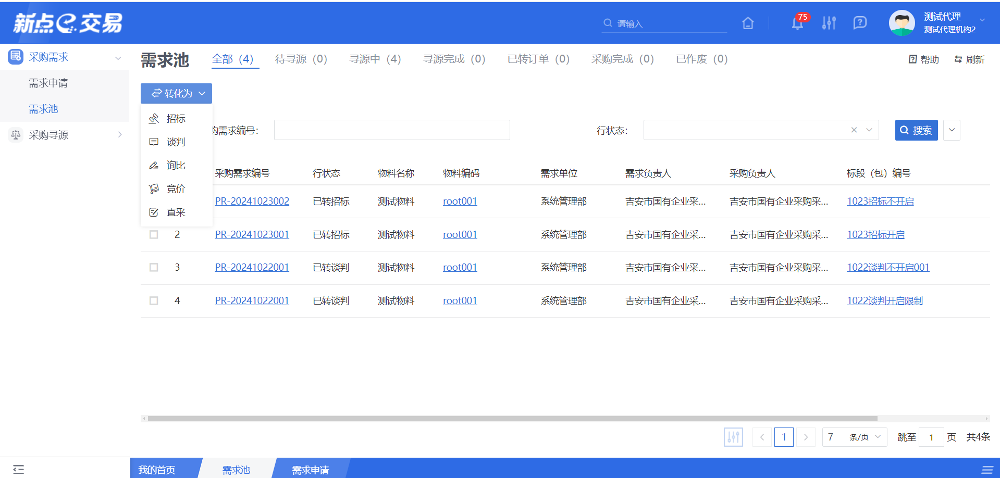 新点e交易
请输入
75
测试代理
测试代理机构2
采购需求
需求申请
需求池
采购寻源
需求池
全部（4） 待寻源（0） 寻源中（4） 寻源完成（0） 已转订单（0） 采购完成（0） 已作废（0）
帮助 刷新
转化为
招标
谈判
询比
竞价
直采
购需求编号：
行状态：
搜索
采购需求编号 行状态 物料名称 物料编码 需求单位 需求负责人 采购负责人 标段（包）编号
PR-20241023002 已转招标 测试物料 root001 系统管理部 吉安市国有企业采... 吉安市国有企业采购采... 1023招标不开启
2 PR-20241023001 已转招标 测试物料 root001 系统管理部 吉安市国有企业采... 吉安市国有企业采购采... 1023招标开启
3 PR-20241022001 已转谈判 测试物料 root001 系统管理部 吉安市国有企业采... 吉安市国有企业采购采... 1022谈判不开启001
4 PR-20241022001 已转谈判 测试物料 root001 系统管理部 吉安市国有企业采... 吉安市国有企业采购采... 1022谈判开启限制
1 7 条/页 跳至 1 页 共4条
我的首页 需求池 需求申请